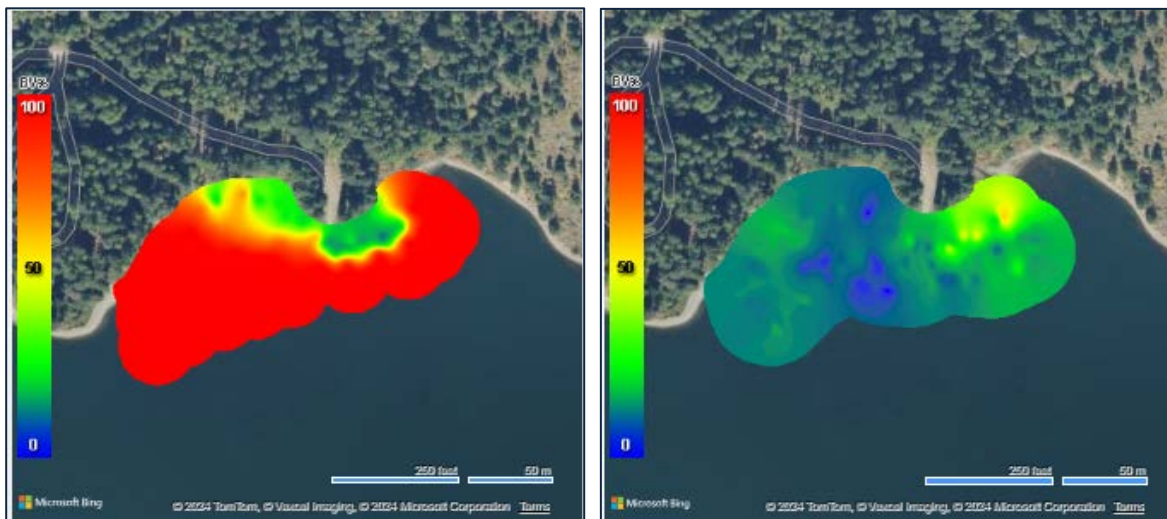 BV%
100
50
0
250 feet 50 m
Microsoft Bing
© 2024 TomTom, © Vexcel Imaging, © 2024 Microsoft Corporation Terms
BV%
100
50
0
250 feet 50 m
Microsoft Bing
© 2024 TomTom, © Vexcel Imaging, © 2024 Microsoft Corporation Terms